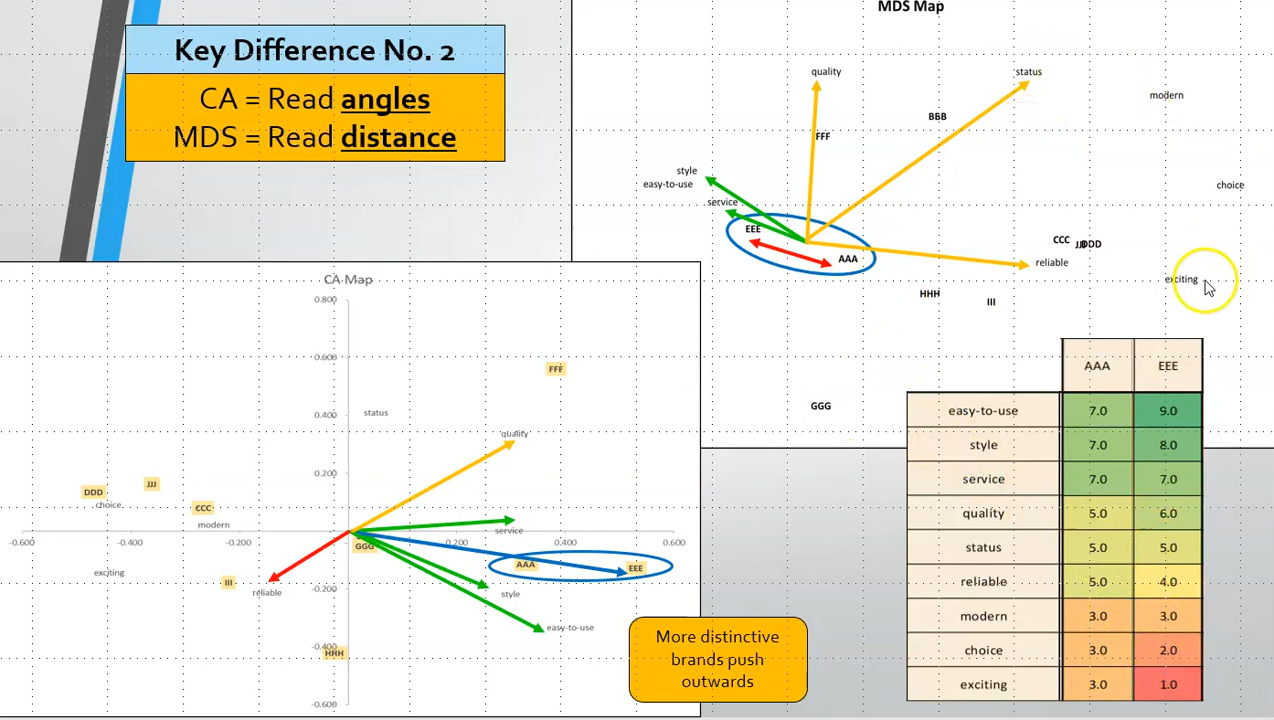 Key Difference No. 2
CA = Read angles
MDS = Read distance
MDS Map
quality
status
modern
BBB
FFF
style
easy-to-use
choice
service
EEE
CCC
JJJ
DDD
AAA
reliable
exciting
HHH
III
GGG
CA Map
0.800
0.600
FFF
0.400
status
quality
0.200
DDD
JJJ
choice
CCC
modern
service
-0.600
-0.400
-0.200
0.200
0.400
0.600
GGG
AAA
EEE
exciting
III
reliable
-0.200
style
easy-to-use
-0.400
HHH
-0.600
More distinctive
brands push
outwards
AAA EEE
easy-to-use 7.0 9.0
style 7.0 8.0
service 7.0 7.0
quality 5.0 6.0
status 5.0 5.0
reliable 5.0 4.0
modern 3.0 3.0
choice 3.0 2.0
exciting 3.0 1.0